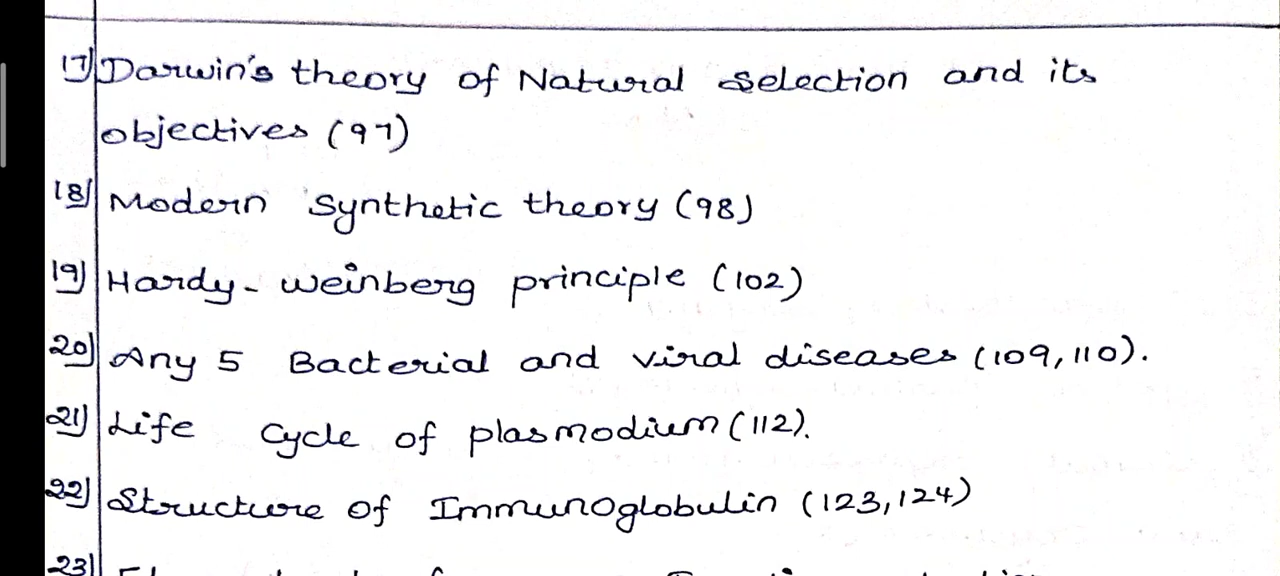 17) Darwin's theory of Natural selection and its
objectives (97)
18) Modern Synthetic theory (98)
19) Hardy-weinberg principle (102)
20) Any 5 Bacterial and viral diseases (109,110).
21) Life Cycle of plasmodium (112).
22) Structure of Immunoglobulin (123,124)
23)